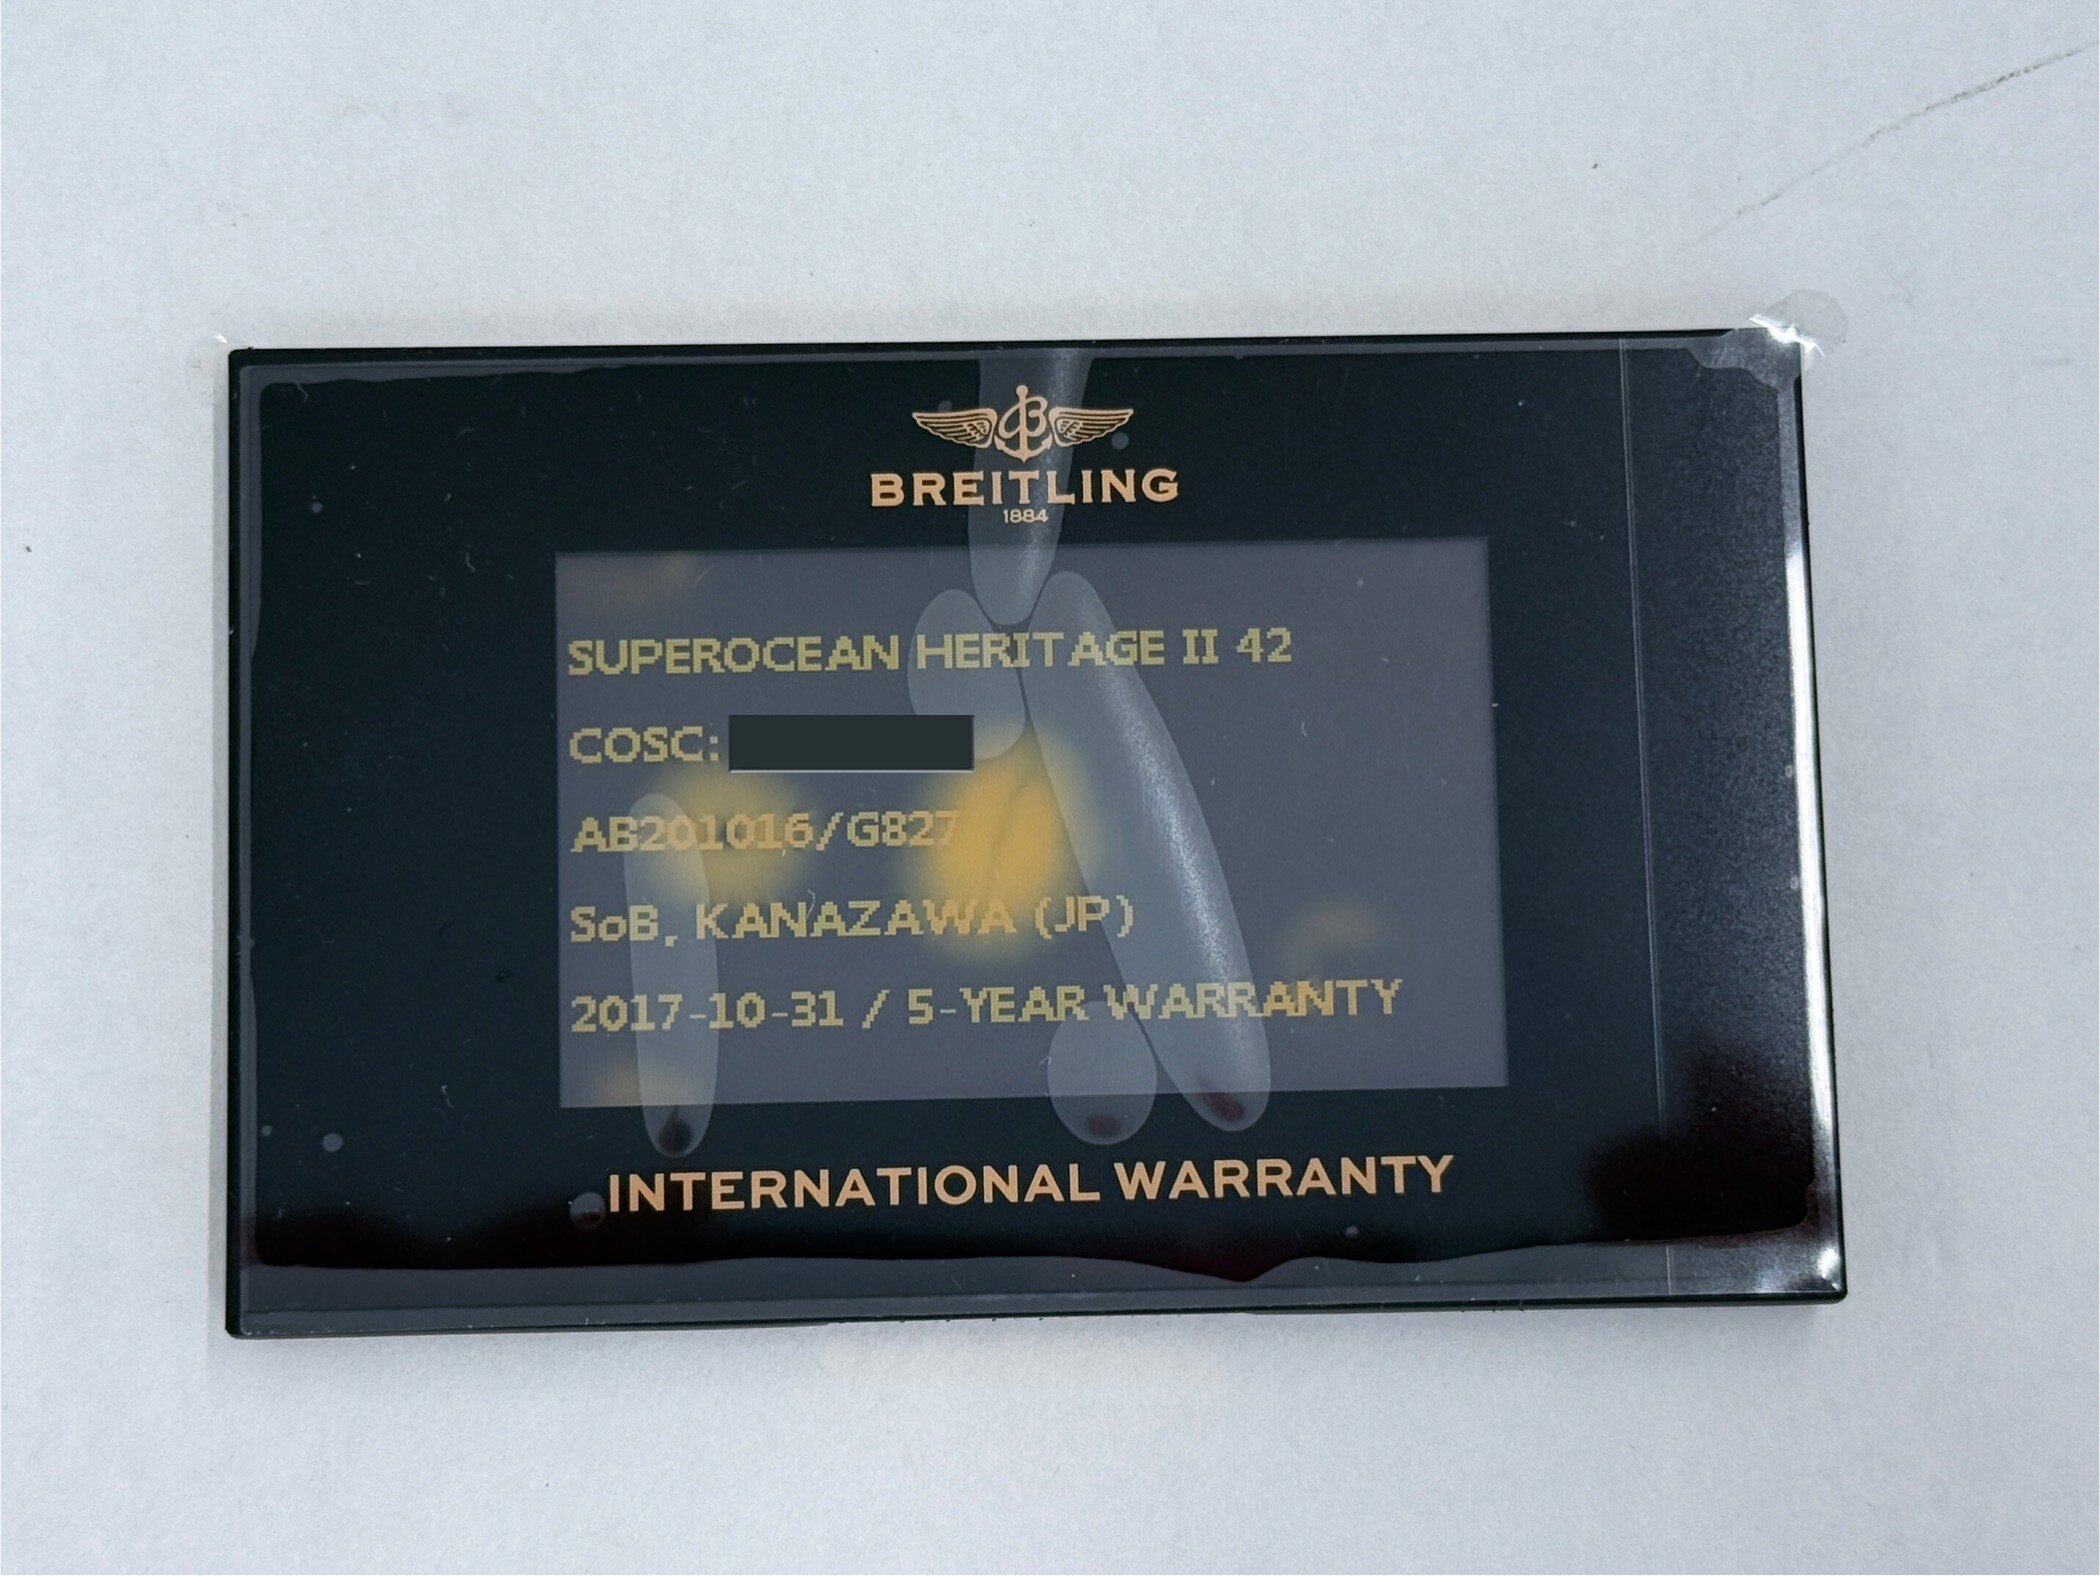 BREITLING
1884
SUPEROCEAN HERITAGE II 42
COSC:
AB201016/G827
SoB, KANAZAWA (JP)
2017-10-31 / 5-YEAR WARRANTY
INTERNATIONAL WARRANTY